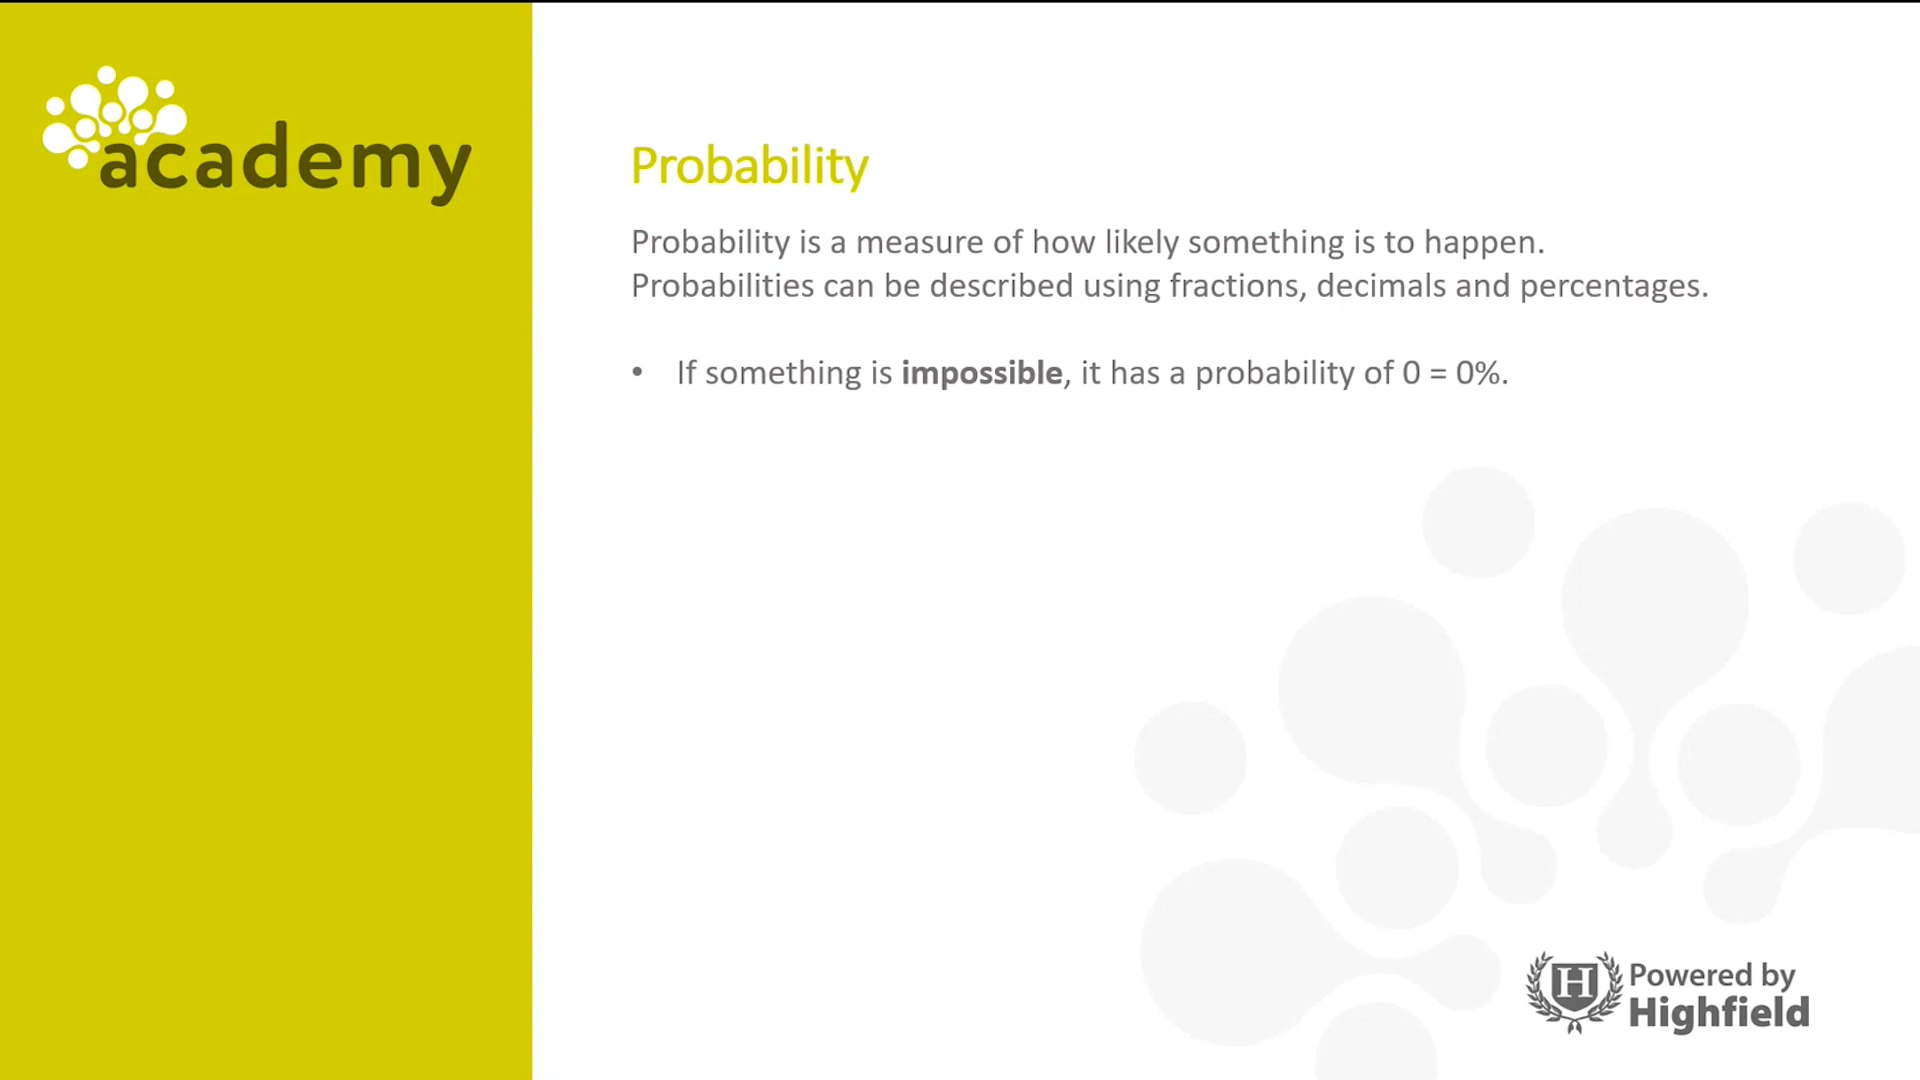 academy
Probability
Probability is a measure of how likely something is to happen.
Probabilities can be described using fractions, decimals and percentages.
• If something is impossible, it has a probability of 0 = 0%.
H
Powered by
Highfield